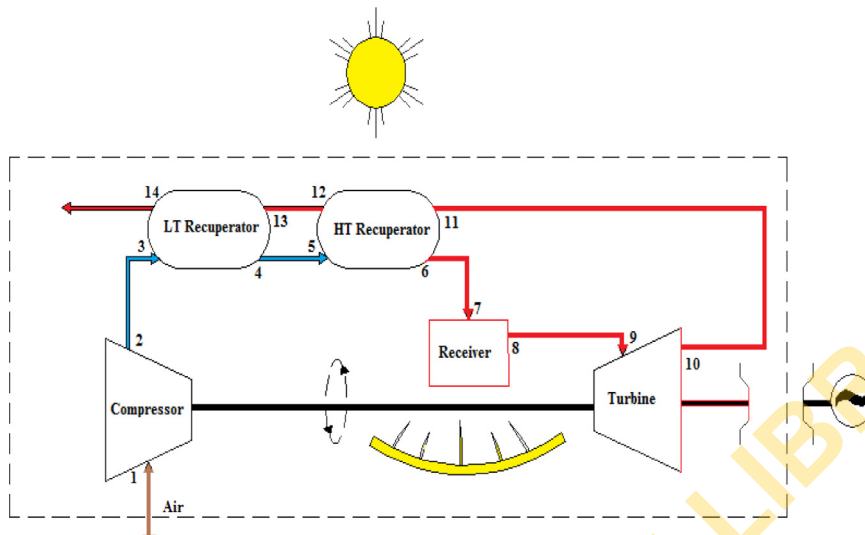 14
12
LT Recuperator
HT Recuperator
13
11
3
4
5
6
7
2
Receiver
8
9
10
Compressor
Turbine
1
Air
LIBR